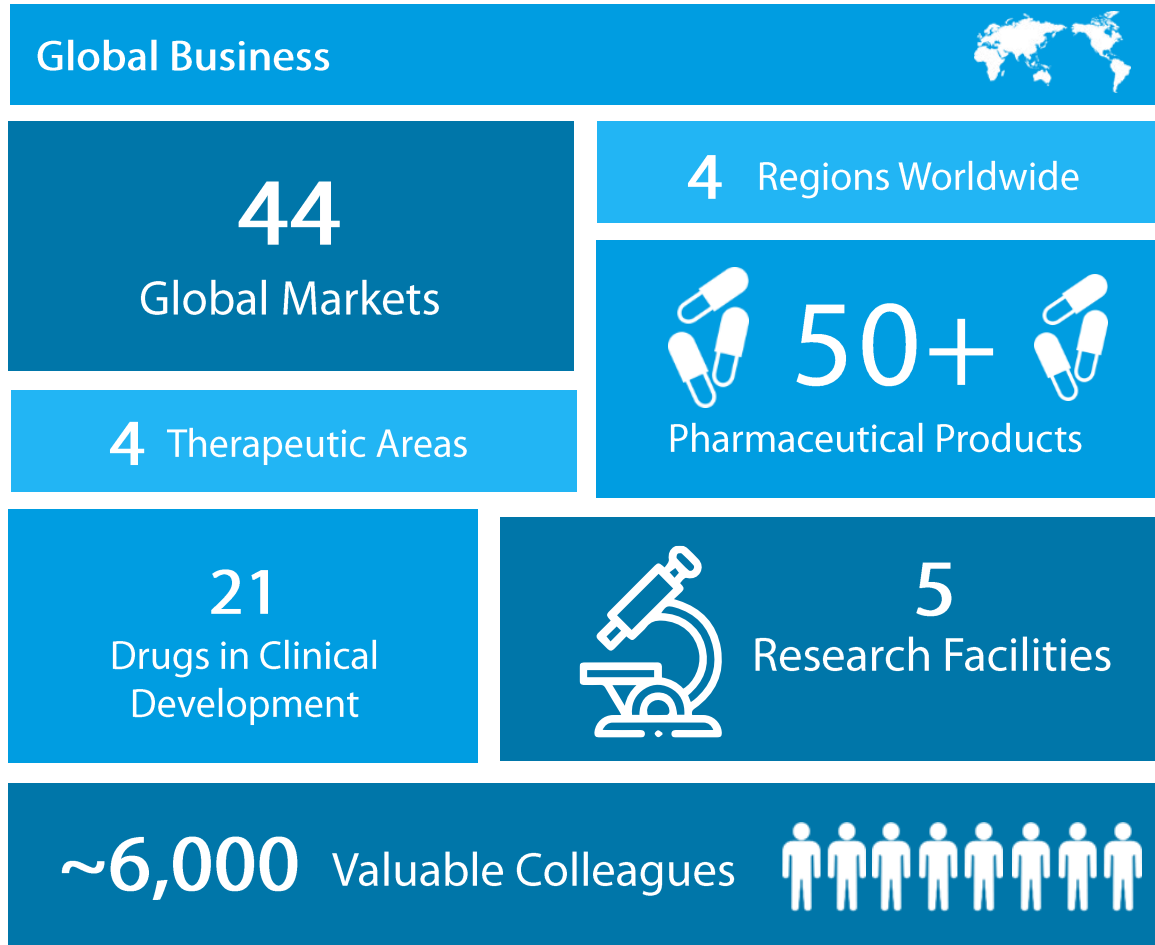 Global Business
44
Global Markets
4 Regions Worldwide
50+
Pharmaceutical Products
4 Therapeutic Areas
21
Drugs in Clinical
Development
5
Research Facilities
~6,000 Valuable Colleagues